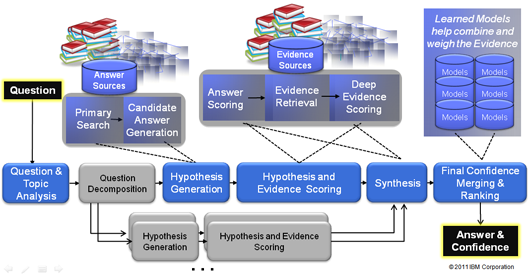 Question
Answer
Sources
Primary
Search
Candidate
Answer
Generation
Evidence
Sources
Answer
Scoring
Evidence
Retrieval
Deep
Evidence
Scoring
Learned Models
help combine and
weigh the Evidence
Models
Models
Models
Models
Models
Models
Question &
Topic
Analysis
Question
Decomposition
Hypothesis
Generation
Hypothesis and
Evidence Scoring
Synthesis
Final Confidence
Merging &
Ranking
Hypothesis
Generation
Hypothesis and Evidence
Scoring
Answer &
Confidence
. . .
© 2011 IBM Corporation